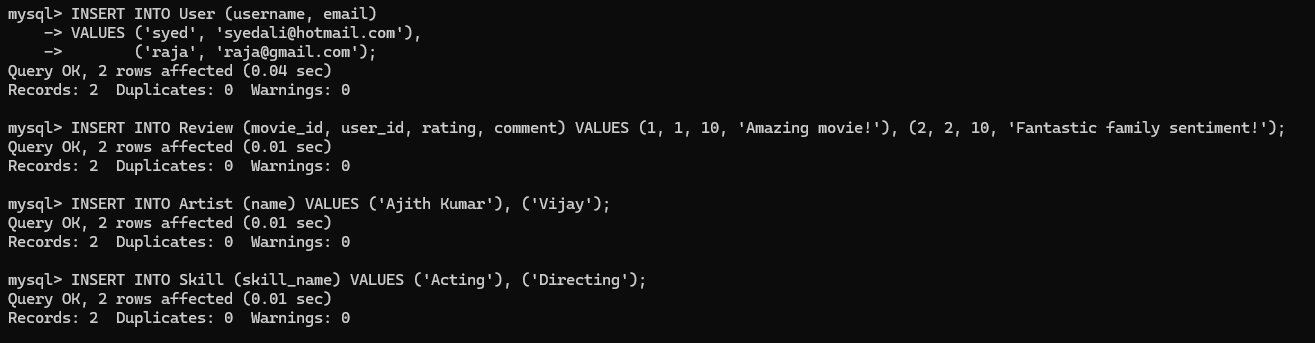 mysql> INSERT INTO User (username, email)
    -> VALUES ('syed', 'syedali@hotmail.com'),
    ->        ('raja', 'raja@gmail.com');
Query OK, 2 rows affected (0.04 sec)
Records: 2  Duplicates: 0  Warnings: 0

mysql> INSERT INTO Review (movie_id, user_id, rating, comment) VALUES (1, 1, 10, 'Amazing movie!'), (2, 2, 10, 'Fantastic family sentiment!');
Query OK, 2 rows affected (0.01 sec)
Records: 2  Duplicates: 0  Warnings: 0

mysql> INSERT INTO Artist (name) VALUES ('Ajith Kumar'), ('Vijay');
Query OK, 2 rows affected (0.01 sec)
Records: 2  Duplicates: 0  Warnings: 0

mysql> INSERT INTO Skill (skill_name) VALUES ('Acting'), ('Directing');
Query OK, 2 rows affected (0.01 sec)
Records: 2  Duplicates: 0  Warnings: 0